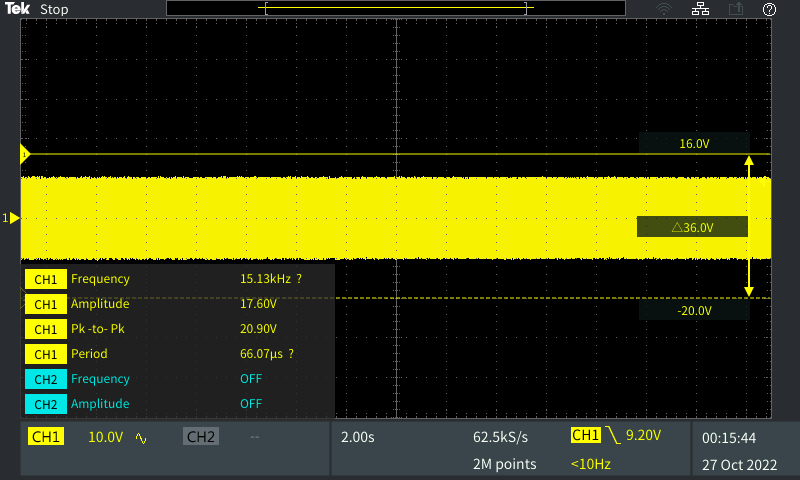 Tek Stop
1
16.0V
1
△36.0V
-20.0V
CH1 Frequency 15.13kHz ?
CH1 Amplitude 17.60V
CH1 Pk -to- Pk 20.90V
CH1 Period 66.07µs ?
CH2 Frequency OFF
CH2 Amplitude OFF
CH1 10.0V CH2 -- 2.00s 62.5kS/s CH1 9.20V 00:15:44
2M points <10Hz 27 Oct 2022